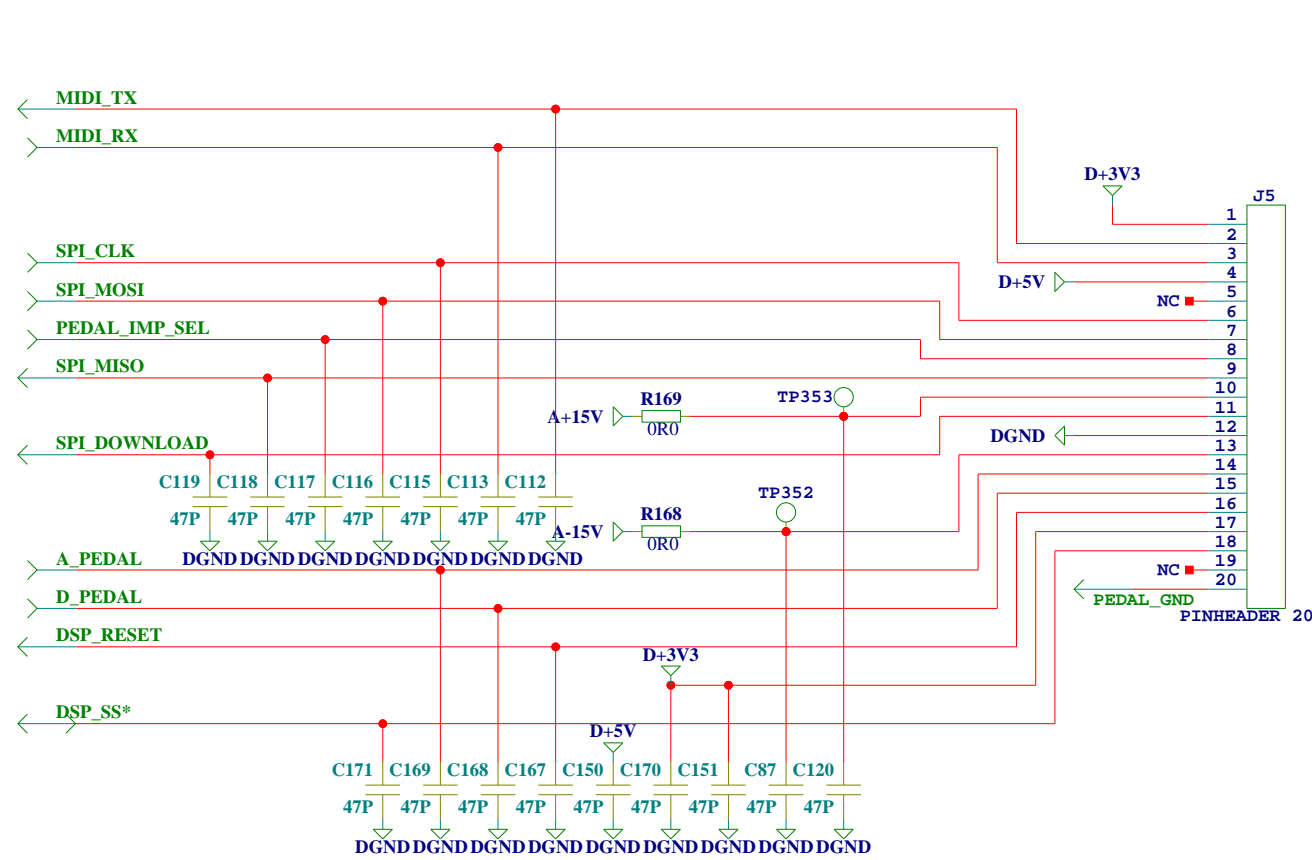 MIDI_TX
MIDI_RX
D+3V3
J5
1
2
3
SPI_CLK
D+5V
4
SPI_MOSI
NC
5
6
PEDAL_IMP_SEL
7
8
SPI_MISO
9
10
R169
TP353
A+15V
0R0
11
12
SPI_DOWNLOAD
DGND
13
14
C119 C118 C117 C116 C115 C113 C112
15
TP352
16
47P 47P 47P 47P 47P 47P 47P
R168
17
A-15V
0R0
18
DGND DGND DGND DGND DGND DGND DGND
A_PEDAL
NC
19
20
D_PEDAL
PEDAL_GND
PINHEADER 20
DSP_RESET
D+3V3
DSP_SS*
D+5V
C171 C169 C168 C167 C150 C170 C151 C87 C120
47P 47P 47P 47P 47P 47P 47P 47P 47P
DGND DGND DGND DGND DGND DGND DGND DGND DGND